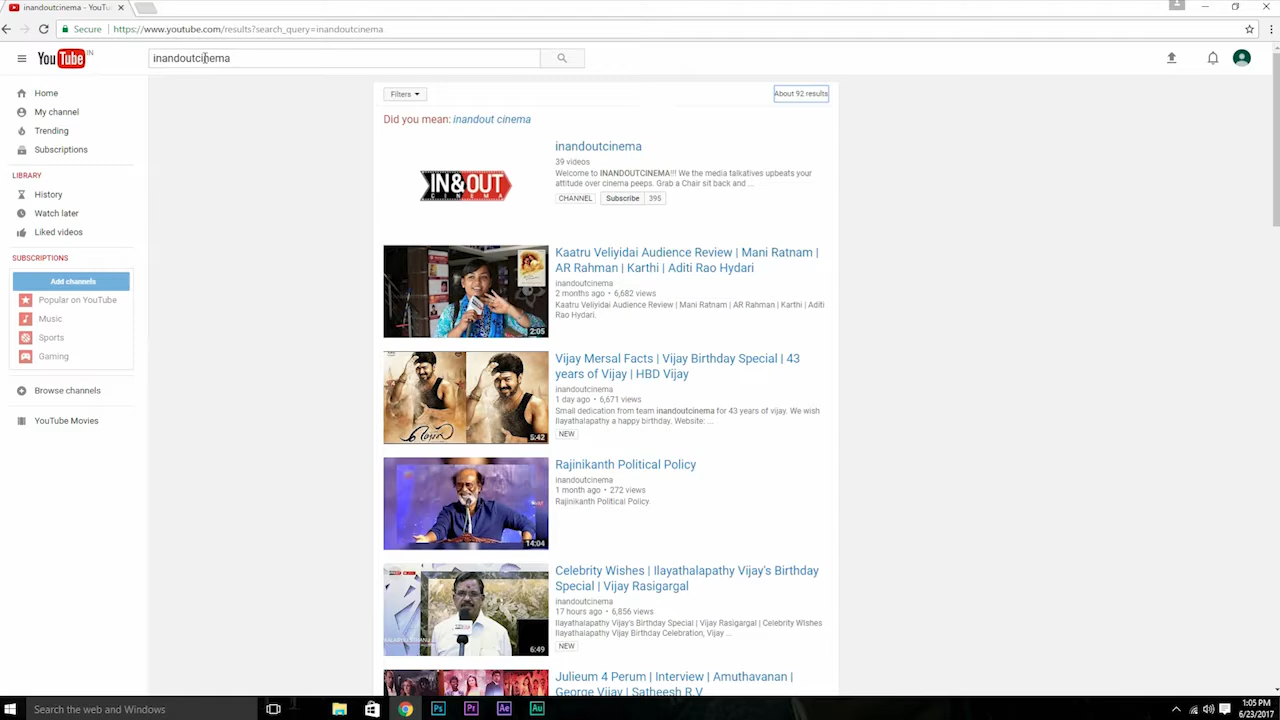 inandoutcinema - YouTu
Secure
https://www.youtube.com/results?search_query=inandoutcinema
YouTube IN
inandoutcinema
Home
My channel
Trending
Subscriptions
LIBRARY
History
Watch later
Liked videos
SUBSCRIPTIONS
Add channels
Popular on YouTube
Music
Sports
Gaming
Browse channels
YouTube Movies
Filters
About 92 results
Did you mean: inandout cinema
IN&OUT
CINEMA
inandoutcinema
39 videos
Welcome to INANDOUTCINEMA!!! We the media talkatives upbeats your
attitude over cinema peeps. Grab a Chair sit back and ...
CHANNEL Subscribe 395
2:05
Kaatru Veliyidai Audience Review | Mani Ratnam |
AR Rahman | Karthi | Aditi Rao Hydari
inandoutcinema
2 months ago • 6,682 views
Kaatru Veliyidai Audience Review | Mani Ratnam | AR Rahman | Karthi | Aditi
Rao Hydari.
5:42
Vijay Mersal Facts | Vijay Birthday Special | 43
years of Vijay | HBD Vijay
inandoutcinema
1 day ago • 6,671 views
Small dedication from team inandoutcinema for 43 years of vijay. We wish
Ilayathalapathy a happy birthday. Website: ...
NEW
14:04
Rajinikanth Political Policy
inandoutcinema
1 month ago • 272 views
Rajinikanth Political Policy.
6:49
Celebrity Wishes | Ilayathalapathy Vijay's Birthday
Special | Vijay Rasigargal
inandoutcinema
17 hours ago • 6,856 views
Ilayathalapathy Vijay's Birthday Special | Vijay Rasigargal | Celebrity WIshes
Ilayathalapathy Vijay Birthday Celebration, Vijay ...
NEW
Julieum 4 Perum | Interview | Amuthavanan |
George Vijay | Satheesh R.V
Search the web and Windows
Ps
Pr
Ae
Au
1:05 PM
6/23/2017